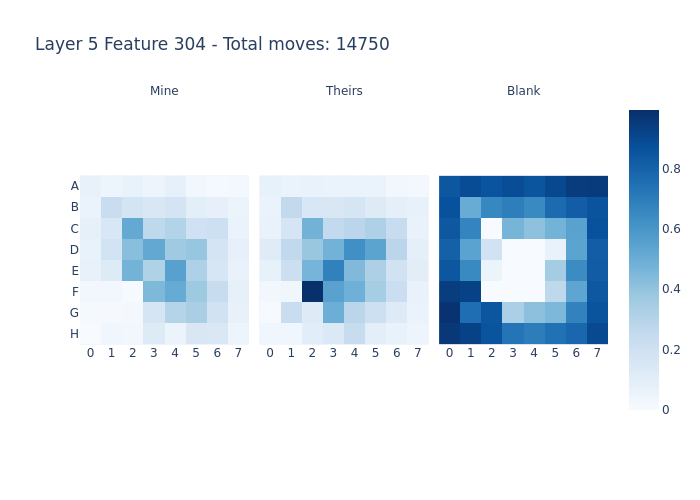 Layer 5 Feature 304 - Total moves: 14750
Mine Theirs Blank
A
B
C
D
E
F
G
H
0 1 2 3 4 5 6 7 0 1 2 3 4 5 6 7 0 1 2 3 4 5 6 7
0.8
0.6
0.4
0.2
0